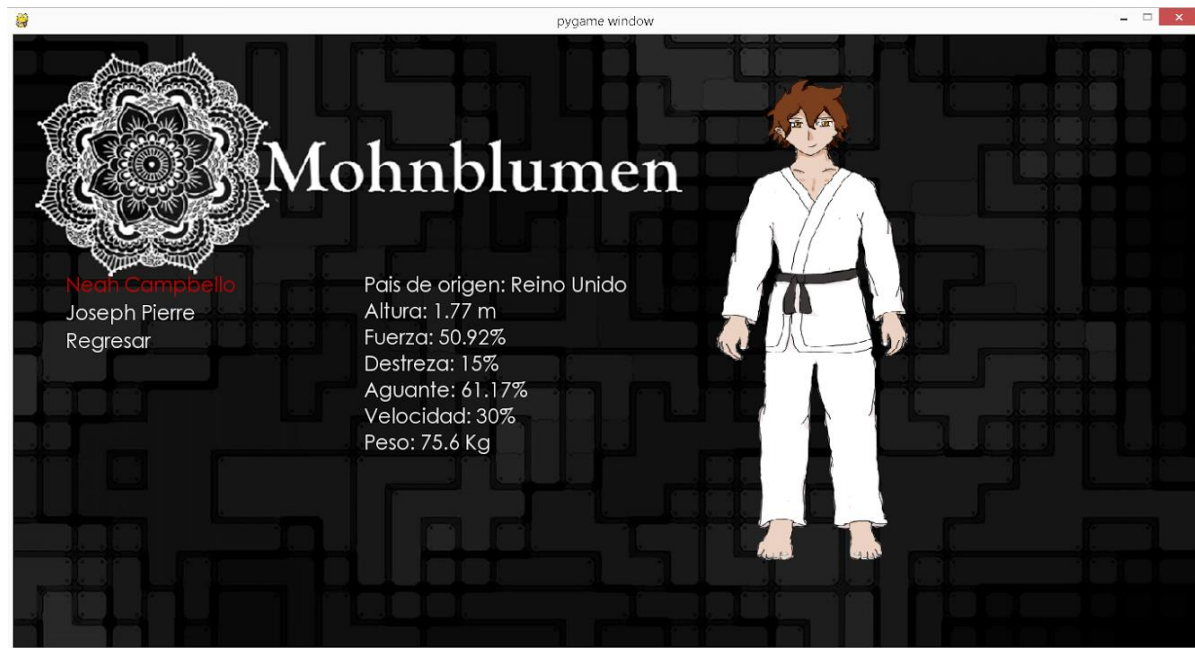 pygame window
Mohnblumen
Neah Campbello
Joseph Pierre
Regresar
Pais de origen: Reino Unido
Altura: 1.77 m
Fuerza: 50.92%
Destreza: 15%
Aguante: 61.17%
Velocidad: 30%
Peso: 75.6 Kg